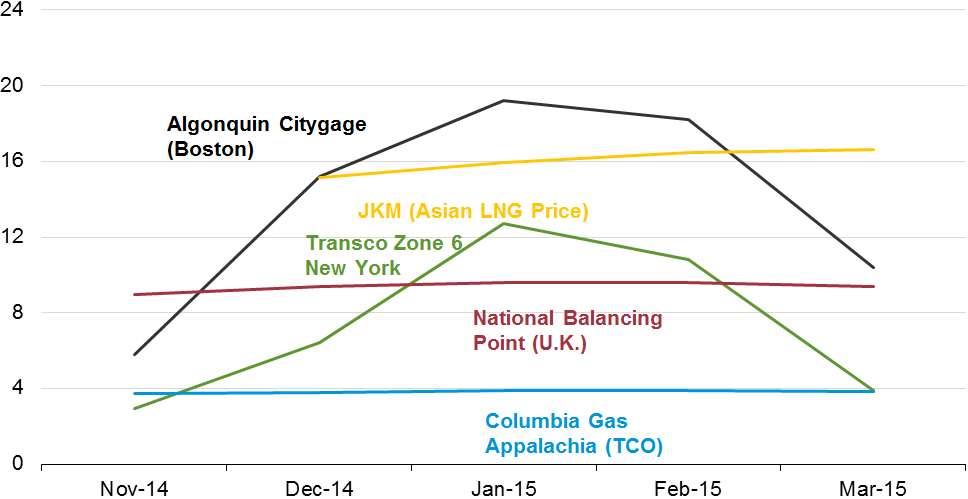 24
20
Algonquin Citygage
(Boston)
16
JKM (Asian LNG Price)
12
Transco Zone 6
New York
8
National Balancing
Point (U.K.)
4
Columbia Gas
Appalachia (TCO)
0
Nov-14 Dec-14 Jan-15 Feb-15 Mar-15